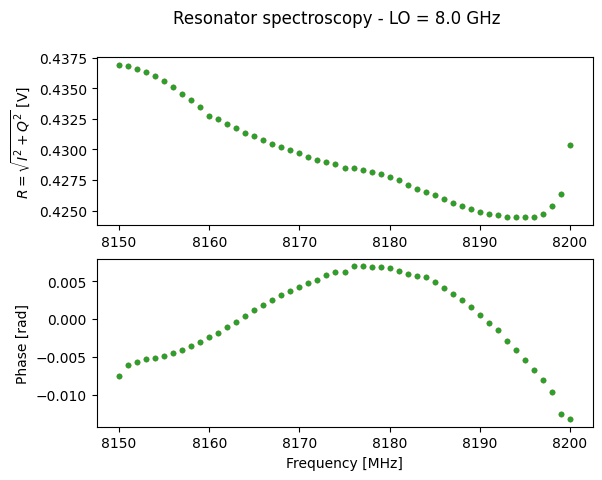 Resonator spectroscopy - LO = 8.0 GHz
R = √I² + Q² [V]
0.4375
0.4350
0.4325
0.4300
0.4275
0.4250
8150 8160 8170 8180 8190 8200
Phase [rad]
0.005
0.000
−0.005
−0.010
8150 8160 8170 8180 8190 8200
Frequency [MHz]